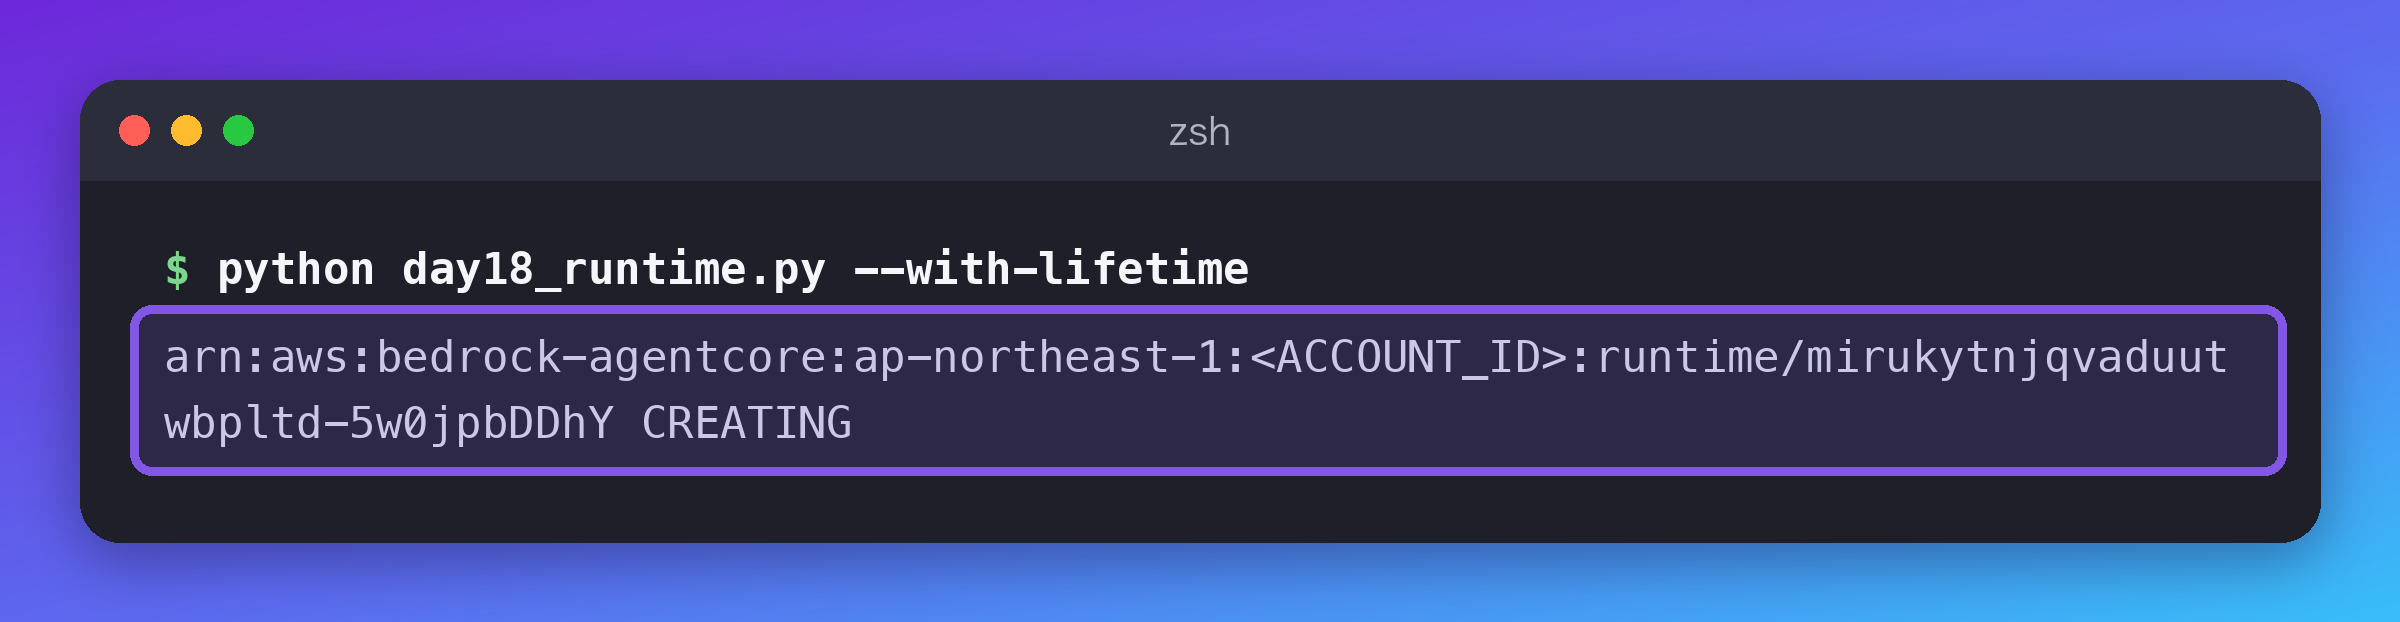 zsh
$ python day18_runtime.py --with-lifetime
arn:aws:bedrock-agentcore:ap-northeast-1:<ACCOUNT_ID>:runtime/mirukytnjqvaduut
wbpltd-5w0jpbDDhY CREATING